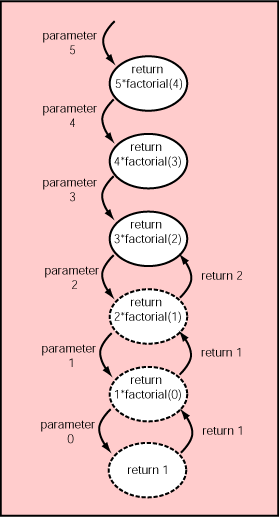 parameter
5
return
5*factorial(4)
parameter
4
return
4*factorial(3)
parameter
3
return
3*factorial(2)
parameter
2
return 2
return
2*factorial(1)
parameter
1
return 1
return
1*factorial(0)
parameter
0
return 1
return 1